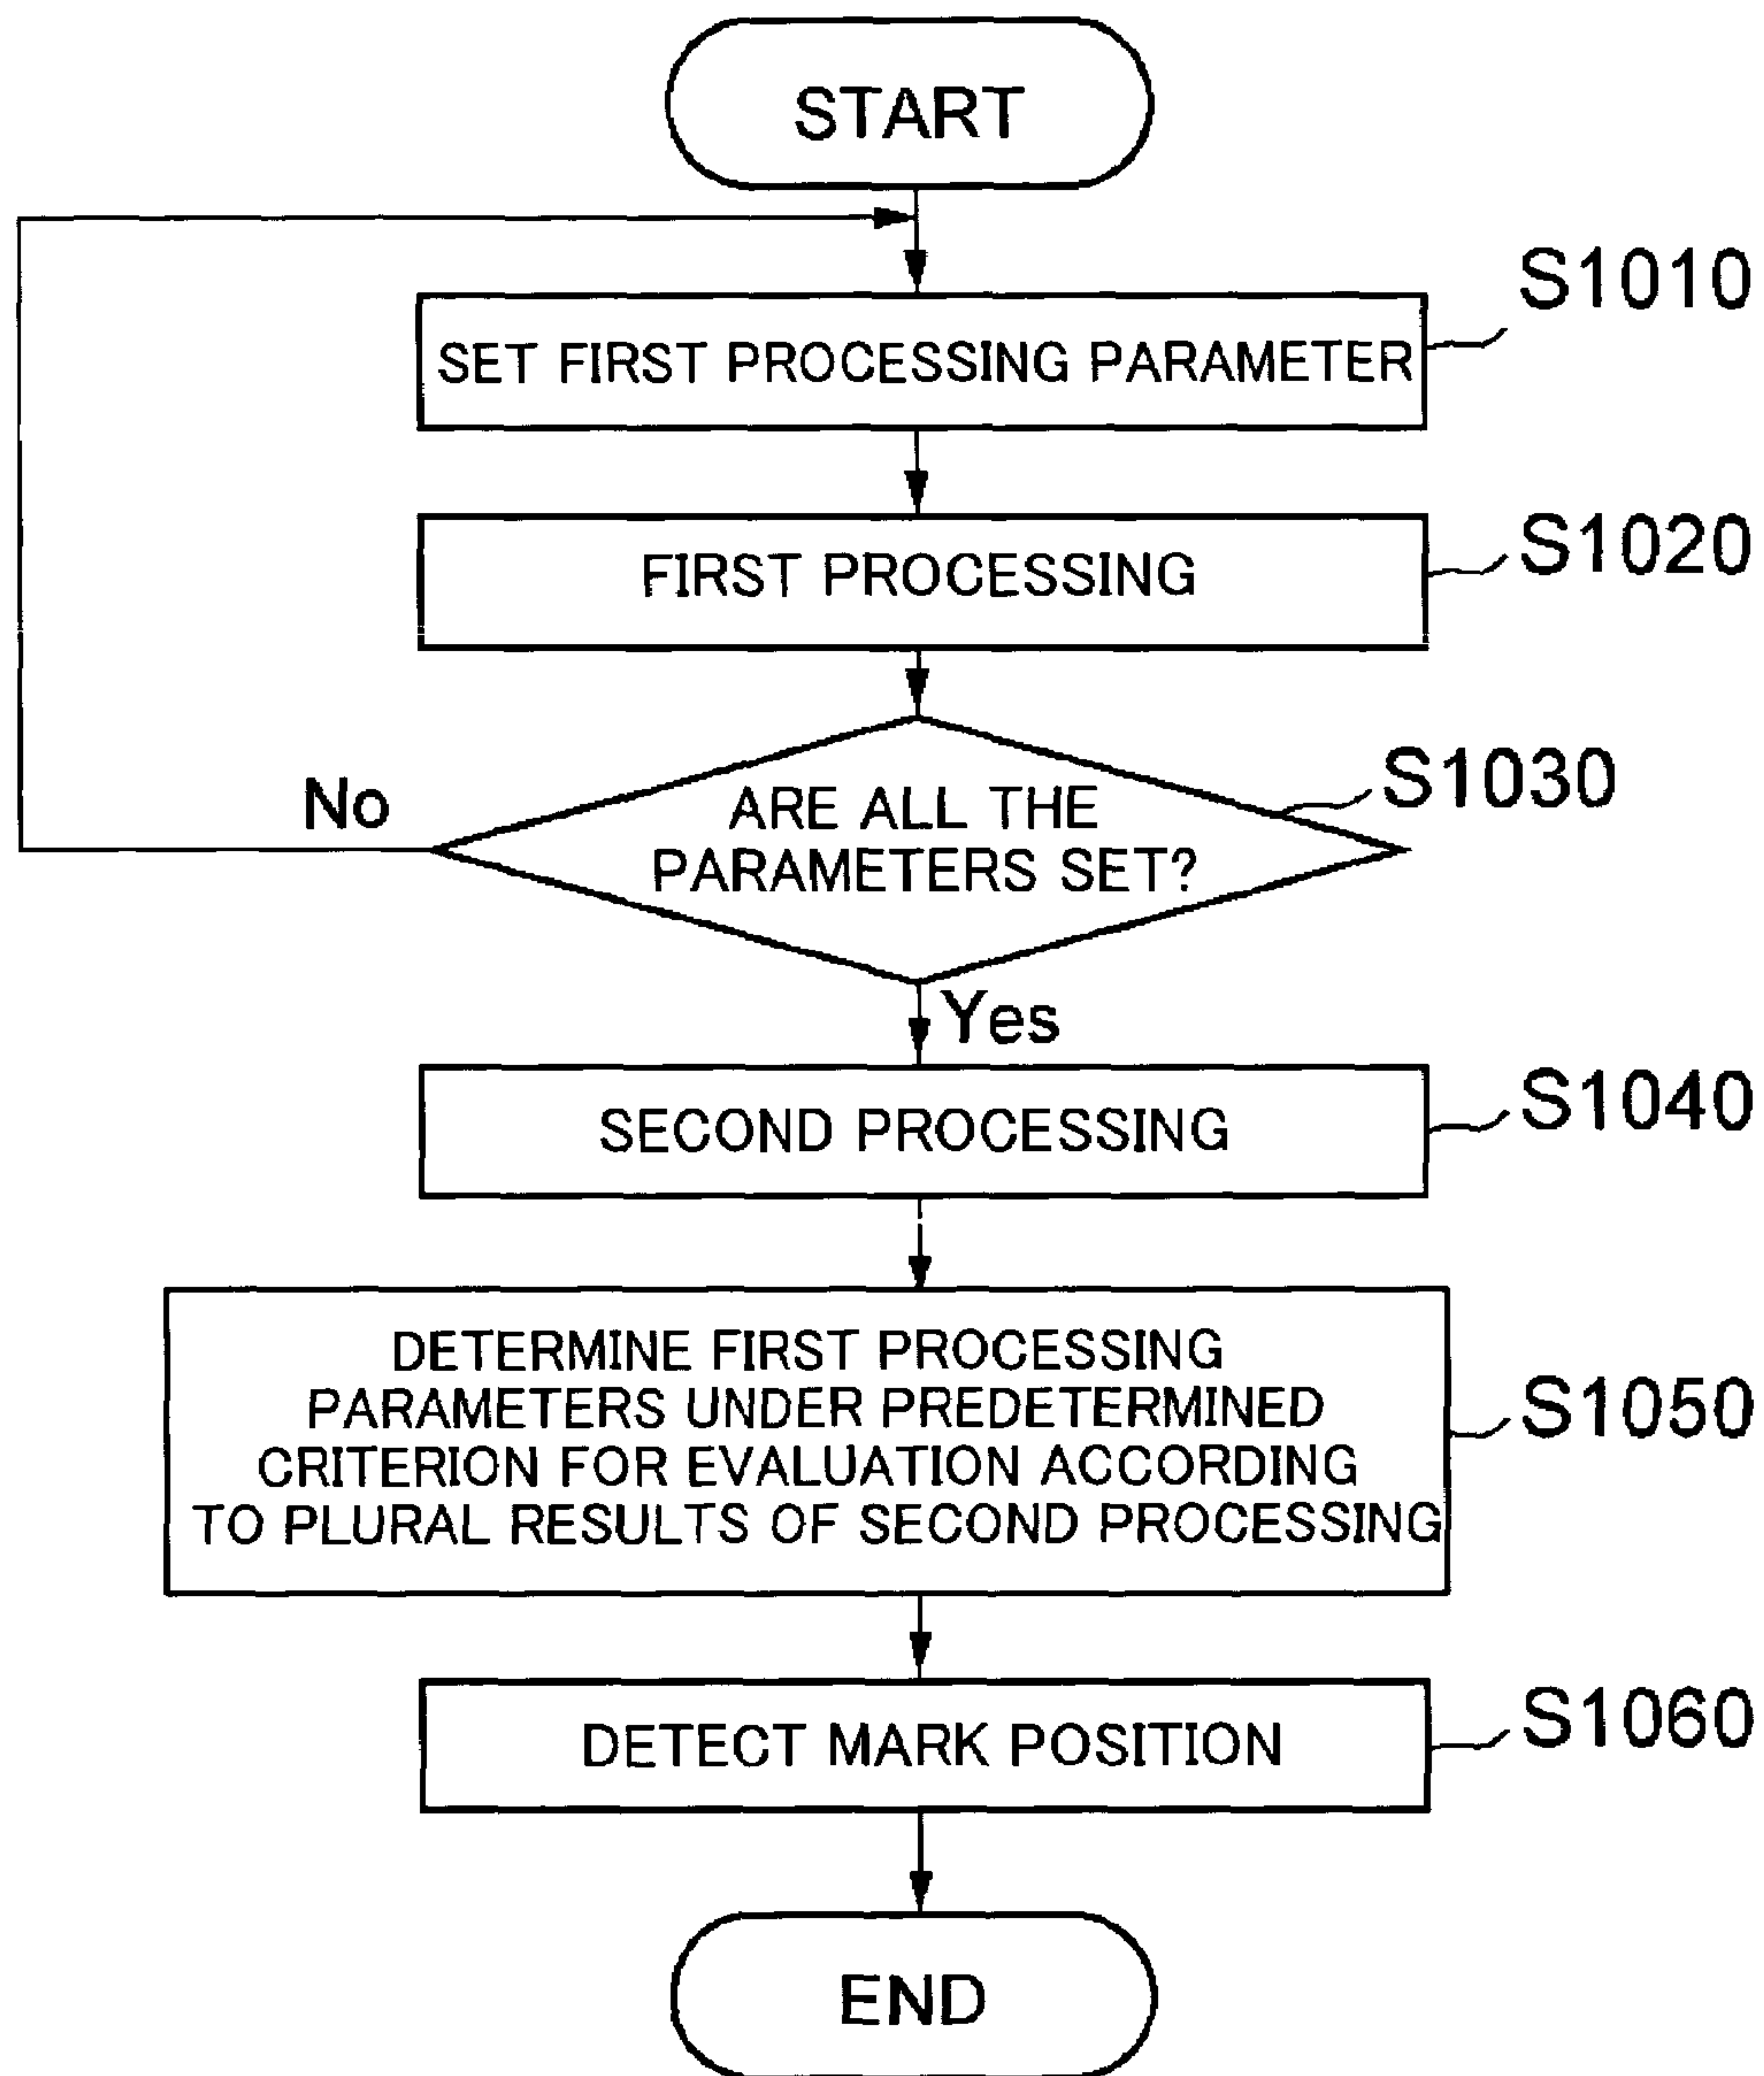 START
S1010
SET FIRST PROCESSING PARAMETER
S1020
FIRST PROCESSING
S1030
ARE ALL THE
PARAMETERS SET?
No
Yes
S1040
SECOND PROCESSING
DETERMINE FIRST PROCESSING
PARAMETERS UNDER PREDETERMINED
CRITERION FOR EVALUATION ACCORDING
TO PLURAL RESULTS OF SECOND PROCESSING
S1050
S1060
DETECT MARK POSITION
END